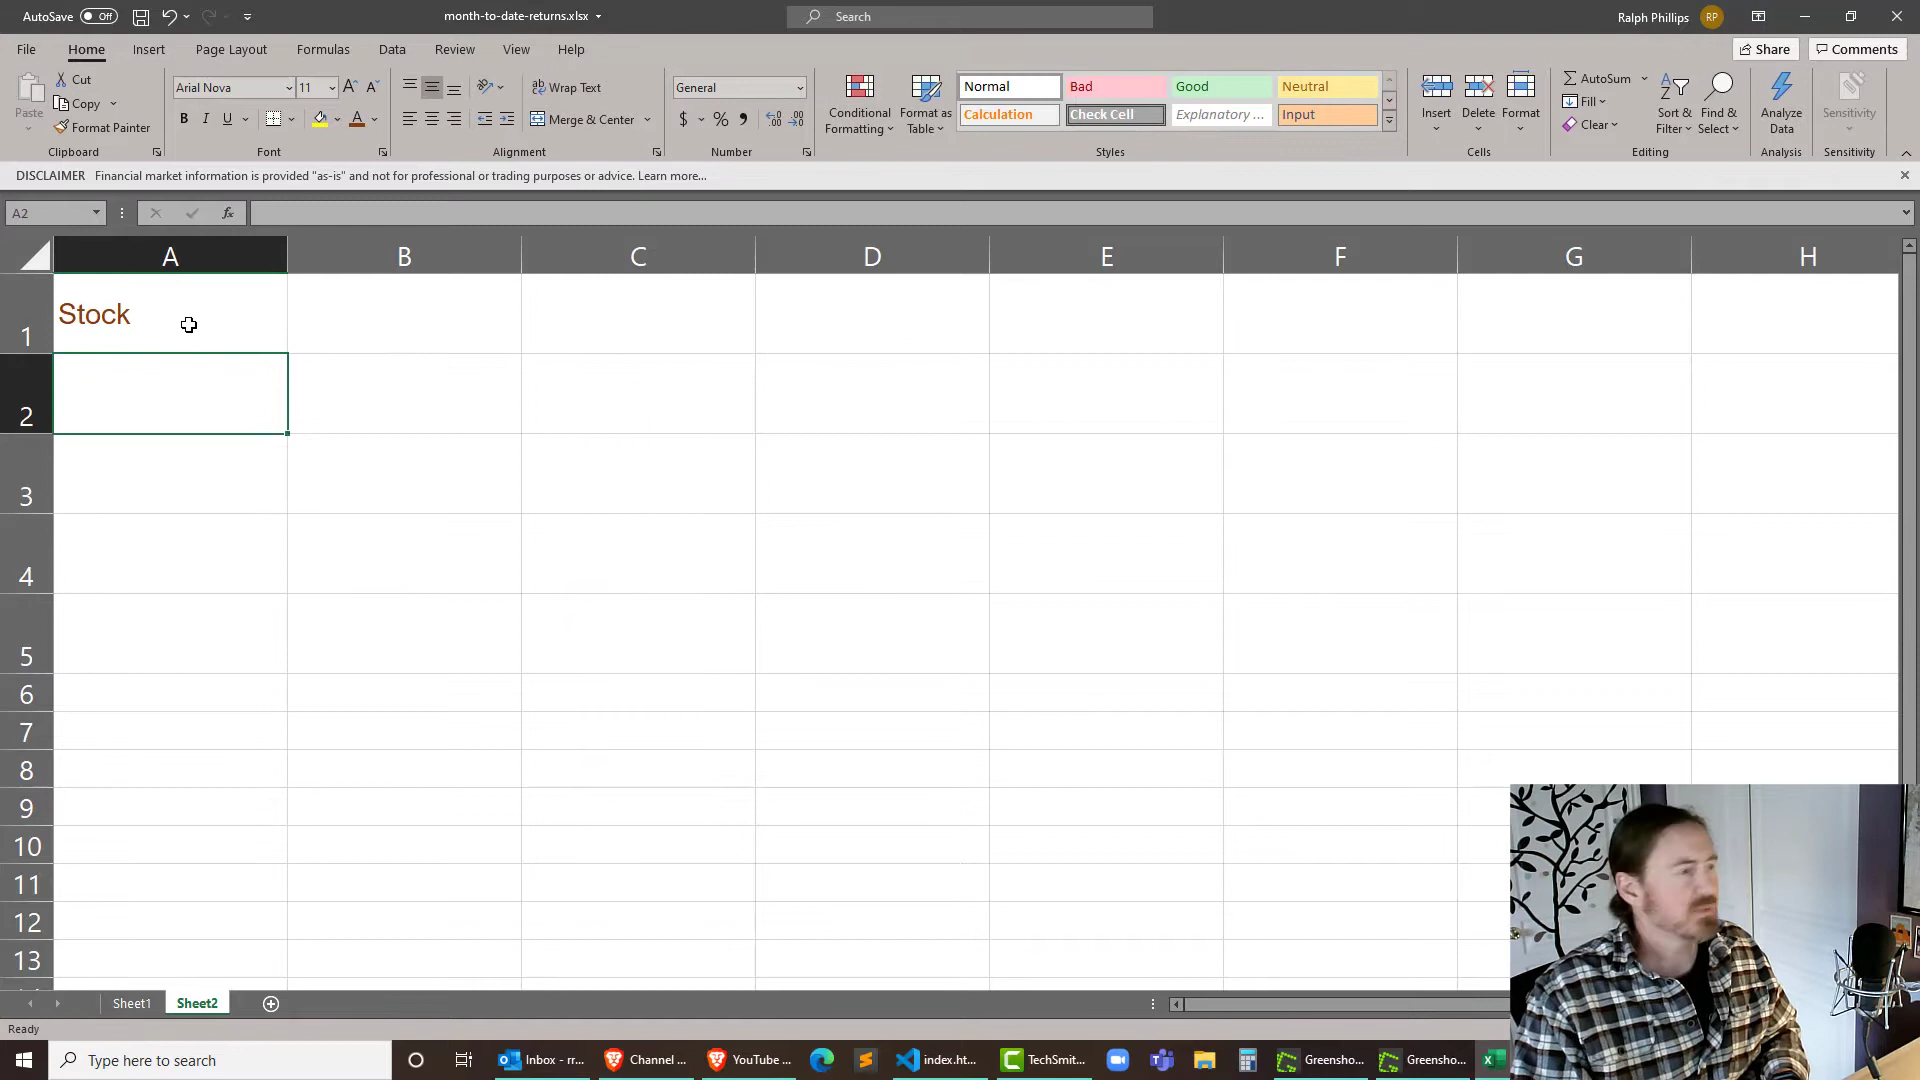 AutoSave Off month-to-date-returns.xlsx Search Ralph Phillips RP
File Home Insert Page Layout Formulas Data Review View Help Share Comments
Paste Cut Copy Format Painter
Clipboard
Arial Nova 11 B I U A
Font
Wrap Text
Merge & Center
Alignment
General
$ %
Number
Conditional Formatting
Format as Table
Normal Bad Good Neutral
Calculation Check Cell Explanatory ... Input
Styles
Insert Delete Format
Cells
AutoSum
Fill
Clear
Sort & Filter
Find & Select
Editing
Analyze Data
Analysis
Sensitivity
Sensitivity
DISCLAIMER Financial market information is provided "as-is" and not for professional or trading purposes or advice. Learn more...
A2 fx
A B C D E F G H
1 Stock
2
3
4
5
6
7
8
9
10
11
12
13
Sheet1 Sheet2
Ready
Type here to search
Inbox - rr...
Channel ...
YouTube ...
index.ht...
TechSmit...
Greensho...
Greensho...